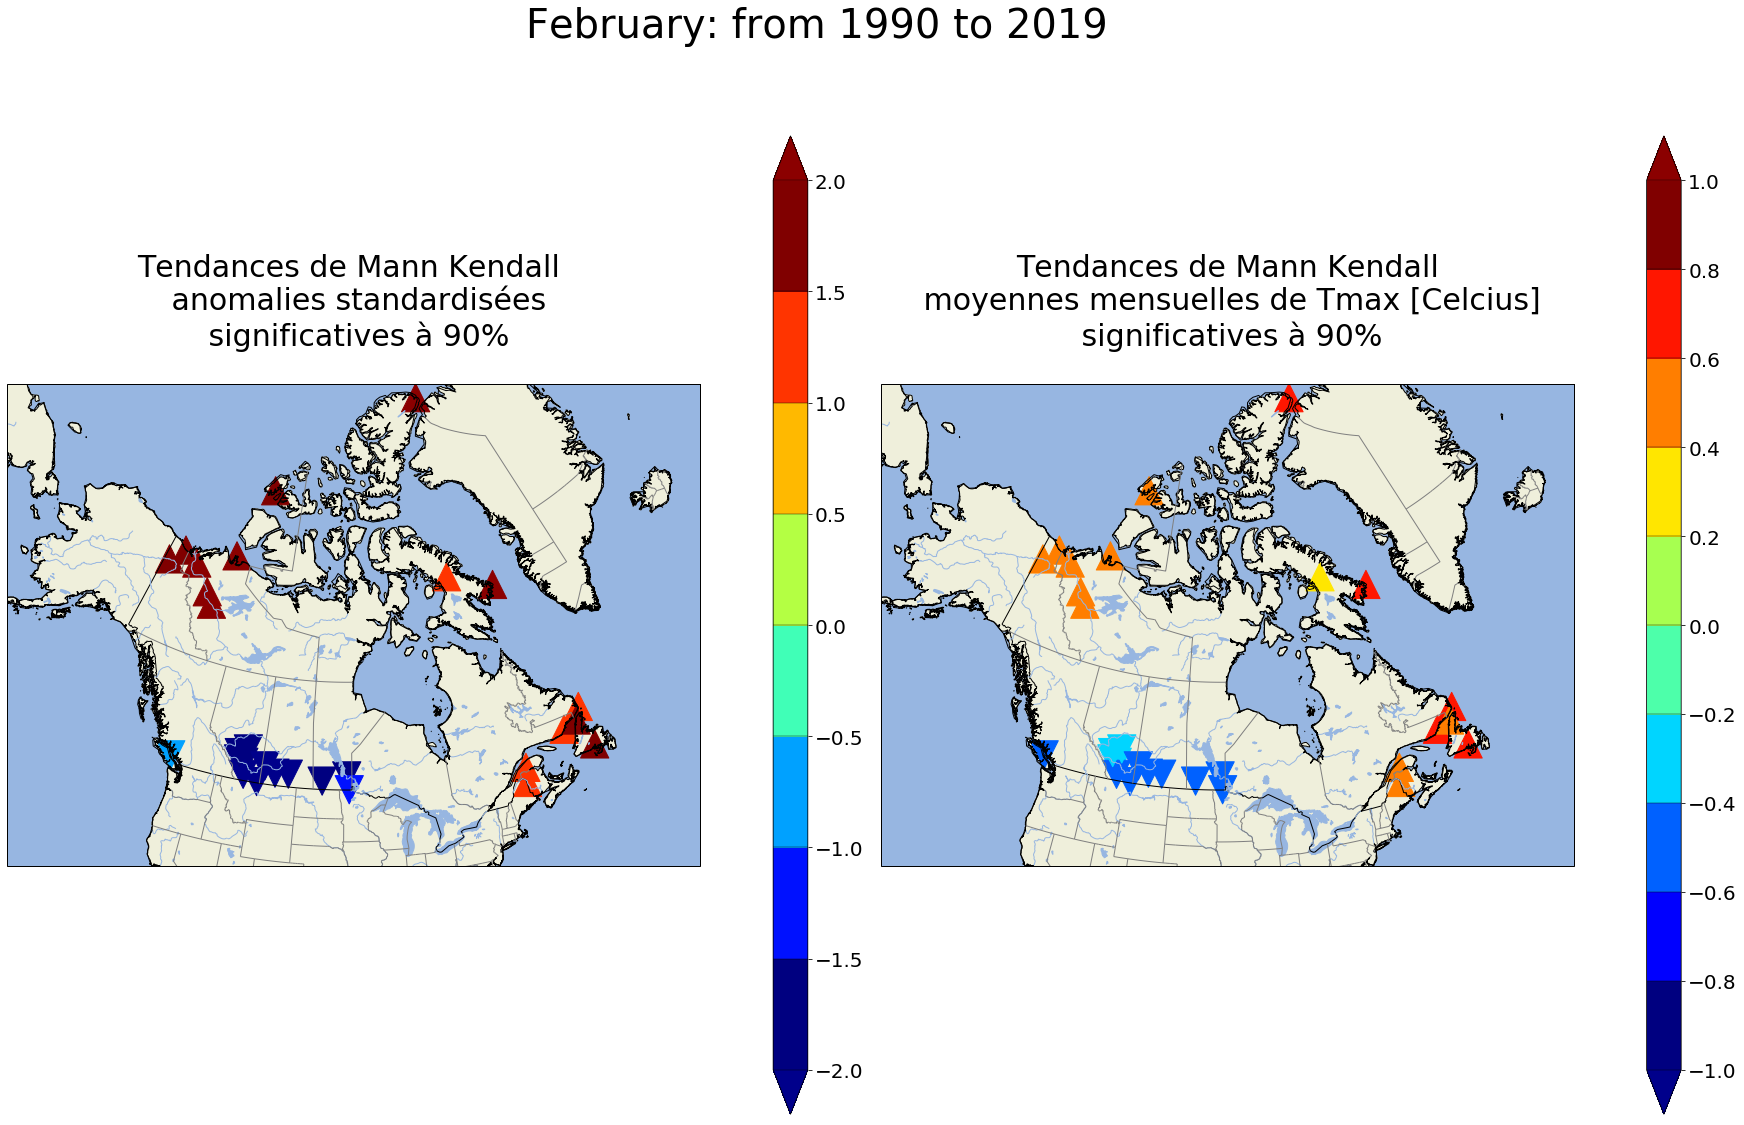 February: from 1990 to 2019
Tendances de Mann Kendall
anomalies standardisées
significatives à 90%
2.0
1.5
1.0
0.5
0.0
−0.5
−1.0
−1.5
−2.0
Tendances de Mann Kendall
moyennes mensuelles de Tmax [Celcius]
significatives à 90%
1.0
0.8
0.6
0.4
0.2
0.0
−0.2
−0.4
−0.6
−0.8
−1.0